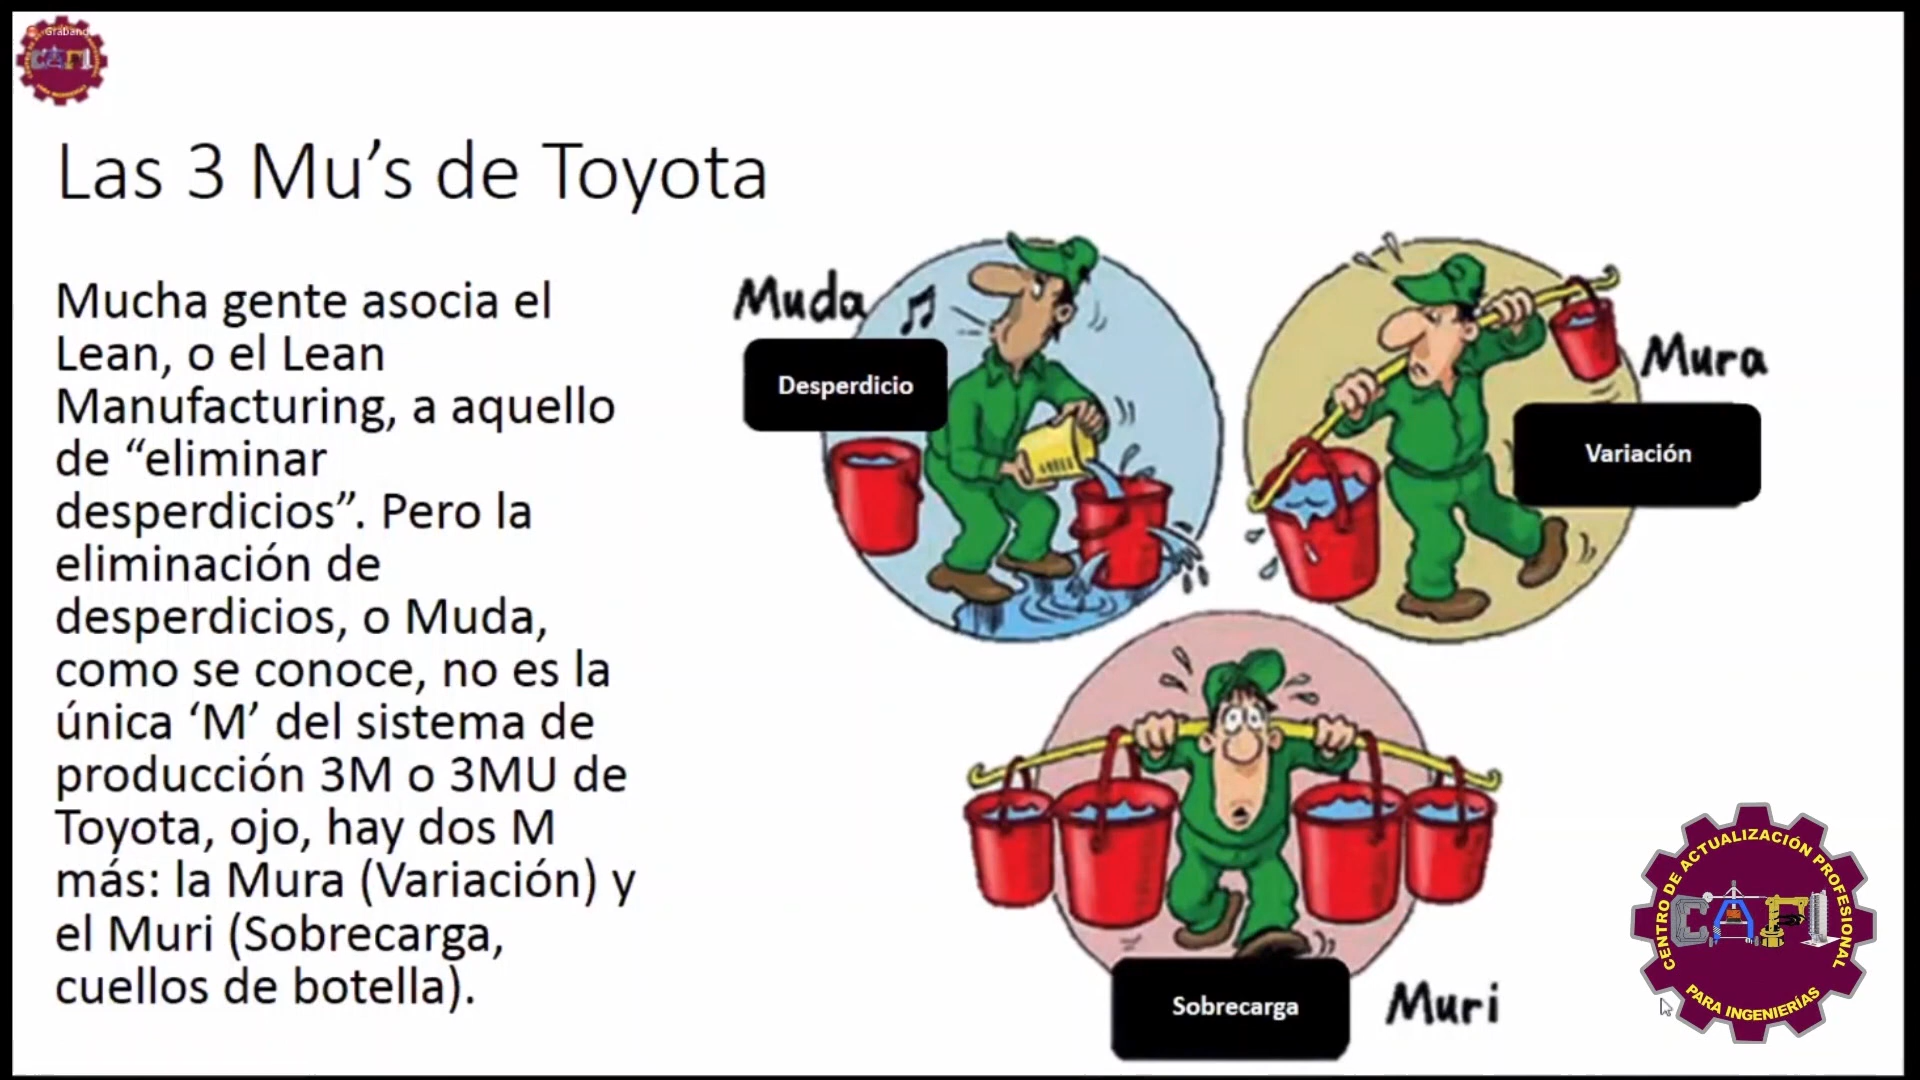 Grabando
Las 3 Mu’s de Toyota
Mucha gente asocia el
Lean, o el Lean
Manufacturing, a aquello
de “eliminar
desperdicios”. Pero la
eliminación de
desperdicios, o Muda,
como se conoce, no es la
única ‘M’ del sistema de
producción 3M o 3MU de
Toyota, ojo, hay dos M
más: la Mura (Variación) y
el Muri (Sobrecarga,
cuellos de botella).
Muda
Desperdicio
Mura
Variación
Sobrecarga
Muri
CENTRO DE ACTUALIZACIÓN PROFESIONAL
CAPI
PARA INGENIERÍAS